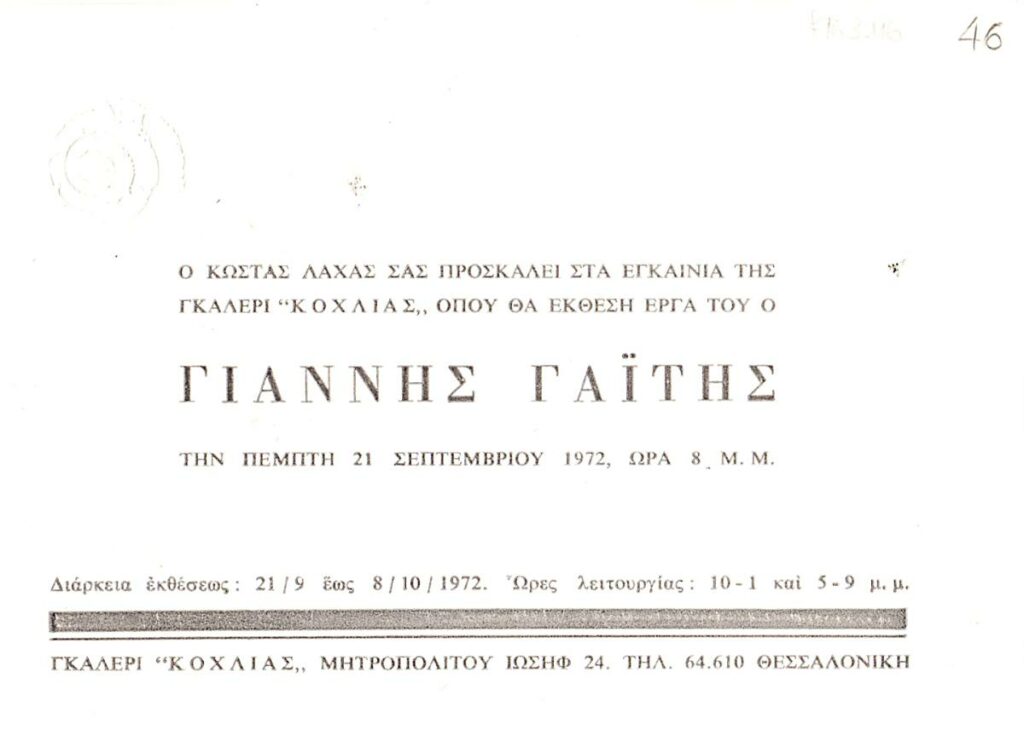 46
Ο ΚΩΣΤΑΣ ΛΑΧΑΣ ΣΑΣ ΠΡΟΣΚΑΛΕΙ ΣΤΑ ΕΓΚΑΙΝΙΑ ΤΗΣ
ΓΚΑΛΕΡΙ “ΚΟΧΛΙΑΣ,, ΟΠΟΥ ΘΑ ΕΚΘΕΣΗ ΕΡΓΑ ΤΟΥ Ο
ΓΙΑΝΝΗΣ ΓΑΪΤΗΣ
ΤΗΝ ΠΕΜΠΤΗ 21 ΣΕΠΤΕΜΒΡΙΟΥ 1972, ΩΡΑ 8 Μ.Μ.
Διάρκεια ἐκθέσεως: 21/9 ἕως 8/10/1972. Ὧρες λειτουργίας: 10-1 καὶ 5-9 μ.μ.
ΓΚΑΛΕΡΙ “ΚΟΧΛΙΑΣ,, ΜΗΤΡΟΠΟΛΙΤΟΥ ΙΩΣΗΦ 24. ΤΗΛ. 64.610 ΘΕΣΣΑΛΟΝΙΚΗ